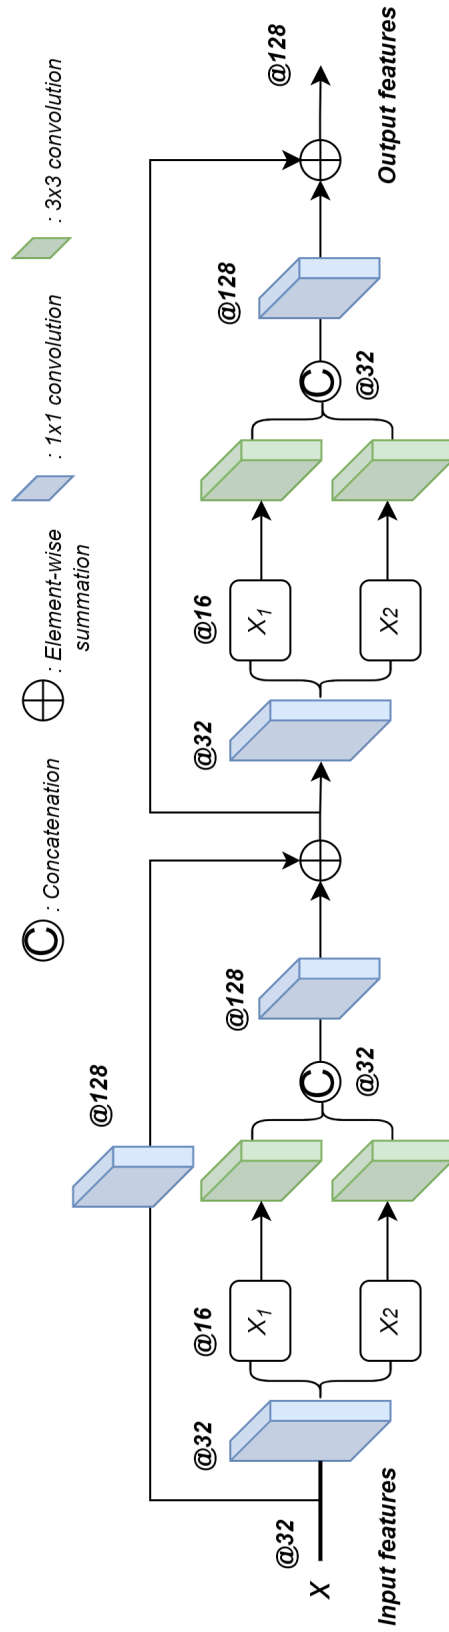 C : Concatenation
: Element-wise
summation
: 1x1 convolution
: 3x3 convolution
@128
@32
@32
@16
@128
@32
@16
@128
@128
X
X1
C
X1
C
@32
@32
X2
X2
Input features
Output features